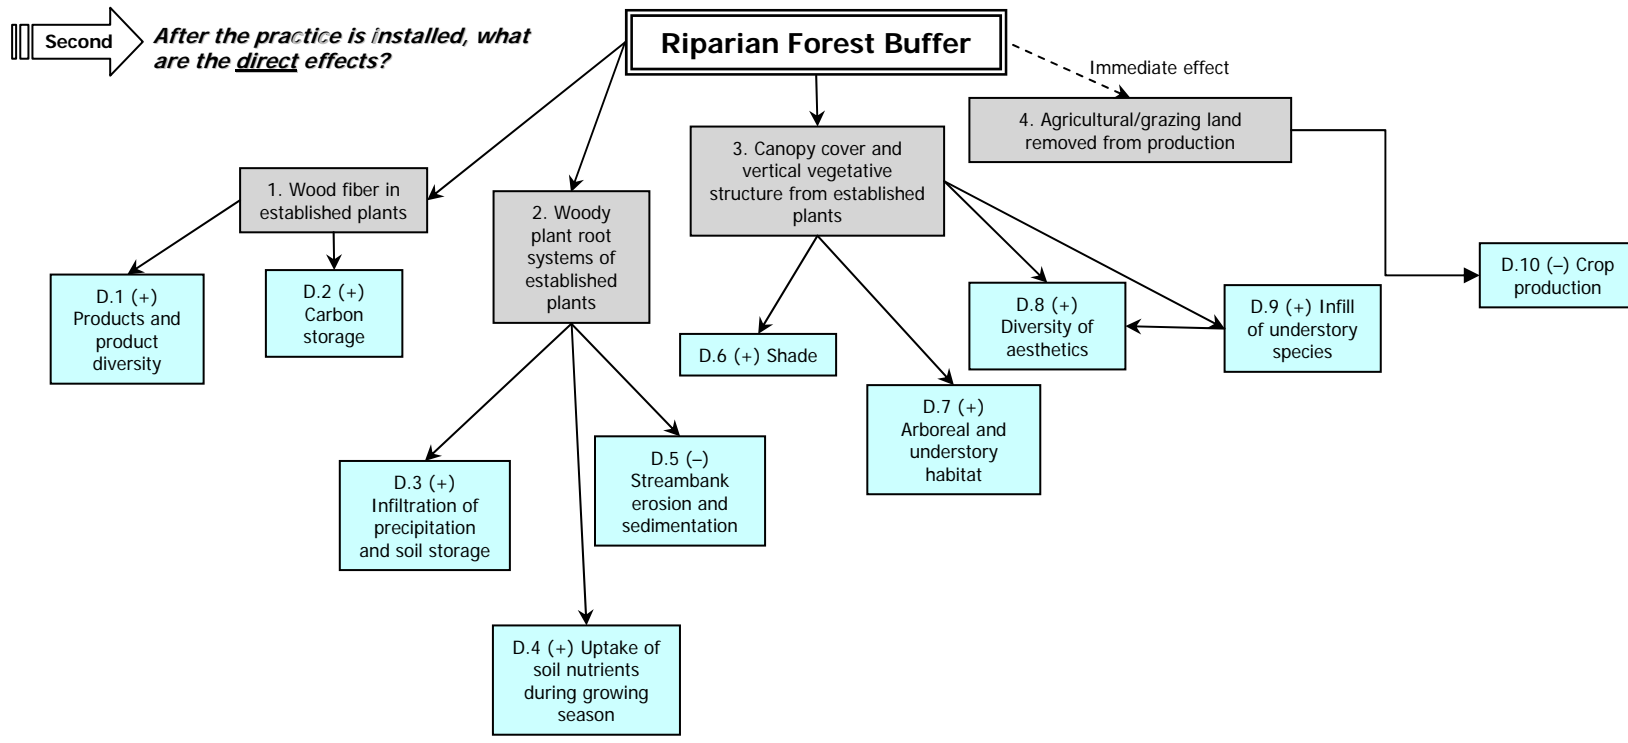 Second
After the practice is installed, what
are the direct effects?
Riparian Forest Buffer
Immediate effect
4. Agricultural/grazing land
removed from production
3. Canopy cover and
vertical vegetative
structure from established
plants
1. Wood fiber in
established plants
2. Woody
plant root
systems of
established
plants
D.1 (+)
Products and
product
diversity
D.2 (+)
Carbon
storage
D.6 (+) Shade
D.8 (+)
Diversity of
aesthetics
D.9 (+) Infill
of understory
species
D.10 (–) Crop
production
D.3 (+)
Infiltration of
precipitation
and soil storage
D.5 (–)
Streambank
erosion and
sedimentation
D.7 (+)
Arboreal and
understory
habitat
D.4 (+) Uptake of
soil nutrients
during growing
season